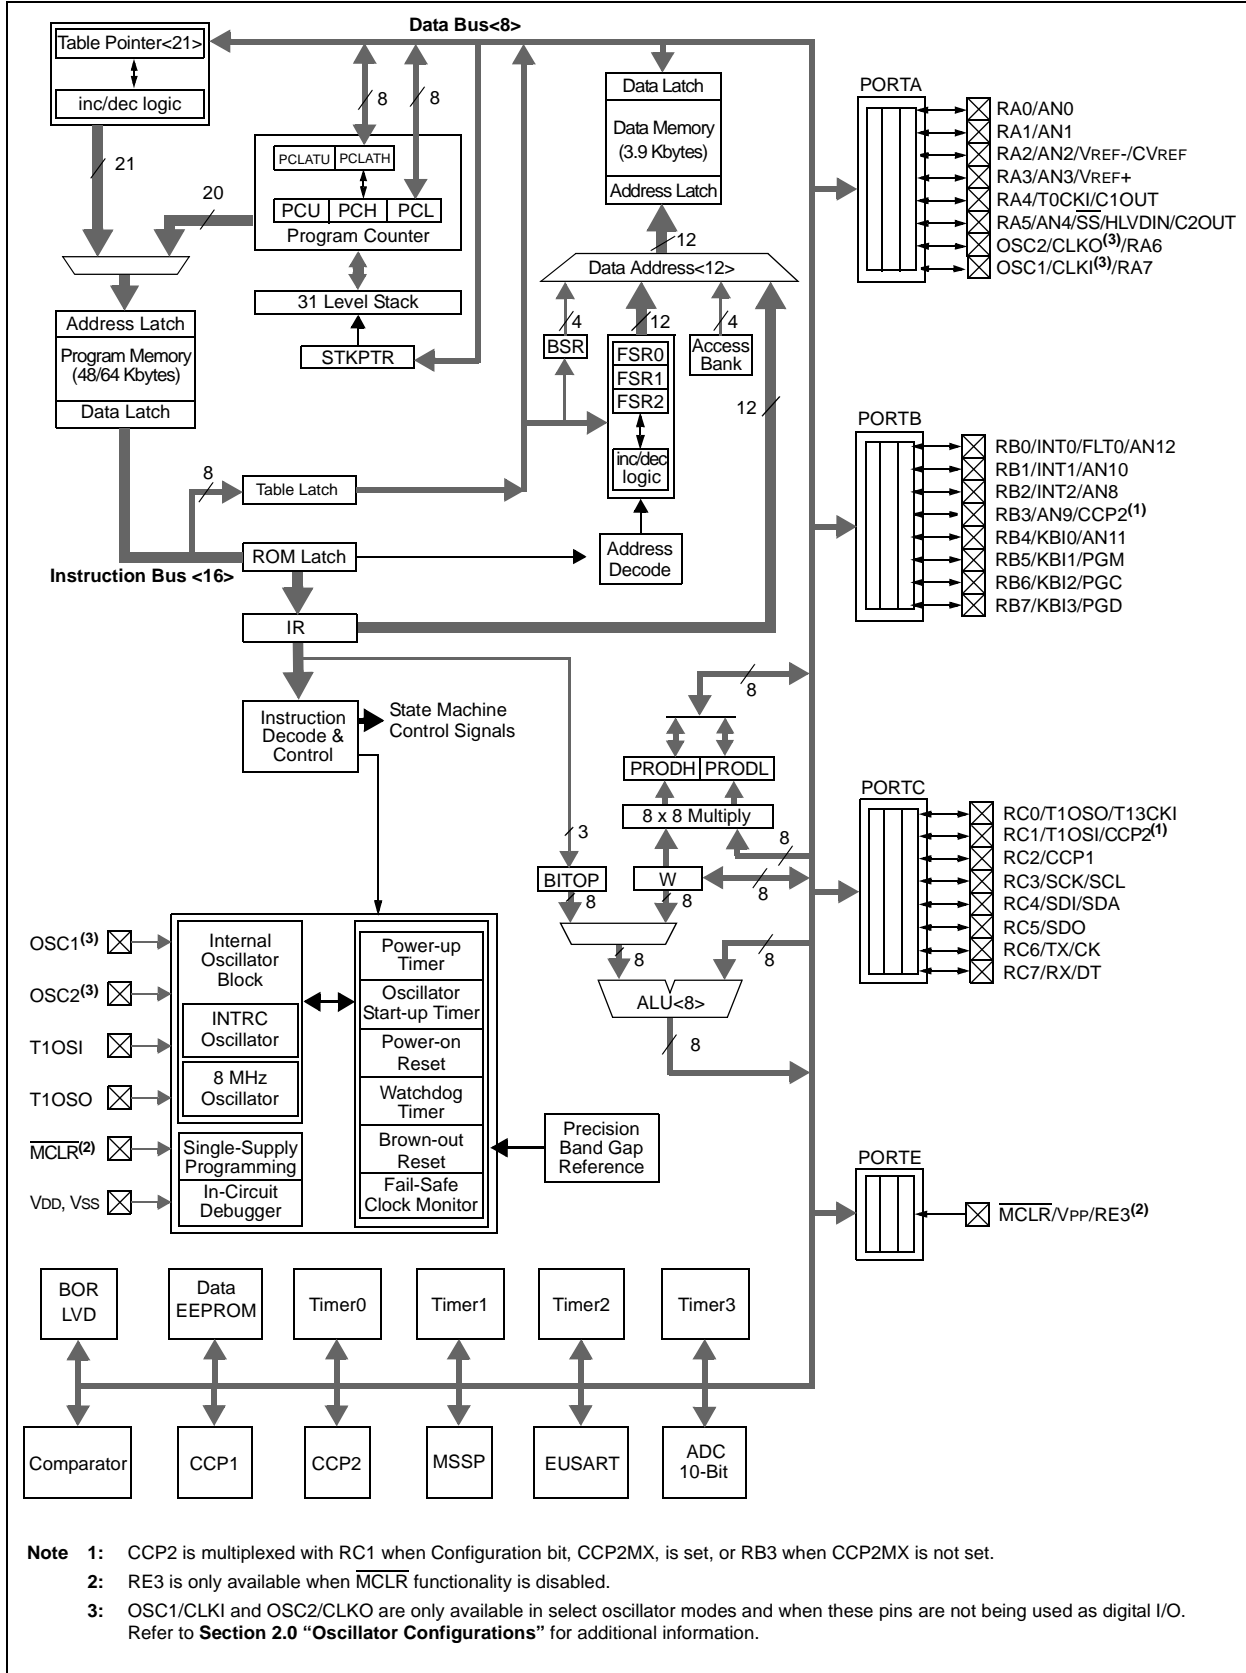 Data Bus<8>
Table Pointer<21>
inc/dec logic
21
20
8
8
PCLATU
PCLATH
PCU
PCH
PCL
Program Counter
31 Level Stack
STKPTR
Address Latch
Program Memory
(48/64 Kbytes)
Data Latch
8
Table Latch
ROM Latch
Instruction Bus <16>
IR
Data Latch
Data Memory
(3.9 Kbytes)
Address Latch
12
Data Address<12>
4
12
4
BSR
FSR0
FSR1
FSR2
inc/dec
logic
Access
Bank
12
Address
Decode
Instruction
Decode &
Control
State Machine
Control Signals
8
PRODH
PRODL
8 x 8 Multiply
3
8
BITOP
W
8
8
8
8
8
ALU<8>
8
PORTA
RA0/AN0
RA1/AN1
RA2/AN2/VREF-/CVREF
RA3/AN3/VREF+
RA4/T0CKI/C1OUT
RA5/AN4/SS/HLVDIN/C2OUT
OSC2/CLKO(3)/RA6
OSC1/CLKI(3)/RA7
PORTB
RB0/INT0/FLT0/AN12
RB1/INT1/AN10
RB2/INT2/AN8
RB3/AN9/CCP2(1)
RB4/KBI0/AN11
RB5/KBI1/PGM
RB6/KBI2/PGC
RB7/KBI3/PGD
PORTC
RC0/T1OSO/T13CKI
RC1/T1OSI/CCP2(1)
RC2/CCP1
RC3/SCK/SCL
RC4/SDI/SDA
RC5/SDO
RC6/TX/CK
RC7/RX/DT
PORTE
MCLR/VPP/RE3(2)
OSC1(3)
OSC2(3)
T1OSI
T1OSO
MCLR(2)
VDD, VSS
Internal
Oscillator
Block
INTRC
Oscillator
8 MHz
Oscillator
Single-Supply
Programming
In-Circuit
Debugger
Power-up
Timer
Oscillator
Start-up Timer
Power-on
Reset
Watchdog
Timer
Brown-out
Reset
Fail-Safe
Clock Monitor
Precision
Band Gap
Reference
BOR
LVD
Data
EEPROM
Timer0
Timer1
Timer2
Timer3
Comparator
CCP1
CCP2
MSSP
EUSART
ADC
10-Bit
Note 1: CCP2 is multiplexed with RC1 when Configuration bit, CCP2MX, is set, or RB3 when CCP2MX is not set.
2: RE3 is only available when MCLR functionality is disabled.
3: OSC1/CLKI and OSC2/CLKO are only available in select oscillator modes and when these pins are not being used as digital I/O.
Refer to Section 2.0 “Oscillator Configurations” for additional information.